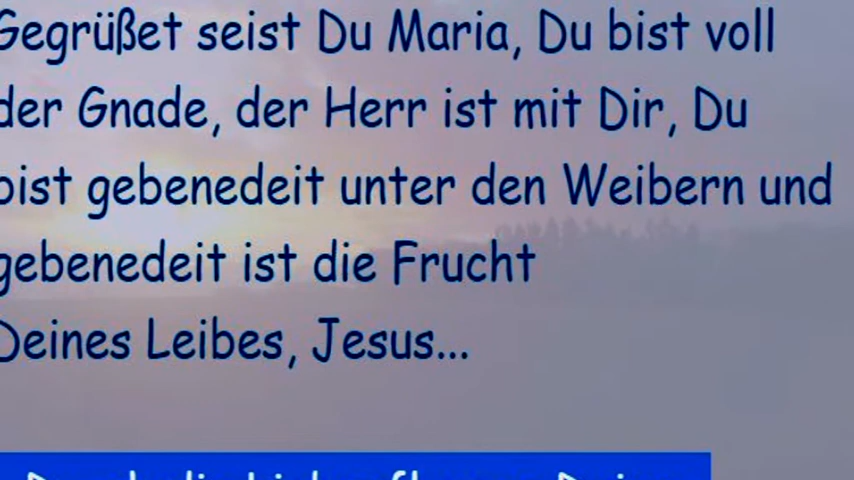 Gegrüßet seist Du Maria, Du bist voll
der Gnade, der Herr ist mit Dir, Du
bist gebenedeit unter den Weibern und
gebenedeit ist die Frucht
Deines Leibes, Jesus...